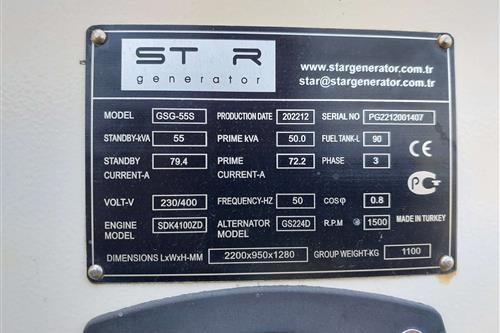 ST R
generator
www.stargenerator.com.tr
star@stargenerator.com.tr
MODEL GSG-55S PRODUCTION DATE 202212 SERIAL NO PG2212001407
STANDBY-kVA 55 PRIME kVA 50.0 FUEL TANK-L 90
STANDBY CURRENT-A 79.4 PRIME CURRENT-A 72.2 PHASE 3
CE
VOLT-V 230/400 FREQUENCY-HZ 50 cosφ 0.8
ENGINE MODEL SDK4100ZD ALTERNATOR MODEL GS224D R.P.M 1500
MADE IN TURKEY
DIMENSIONS LxWxH-MM 2200x950x1280 GROUP WEIGHT-KG 1100